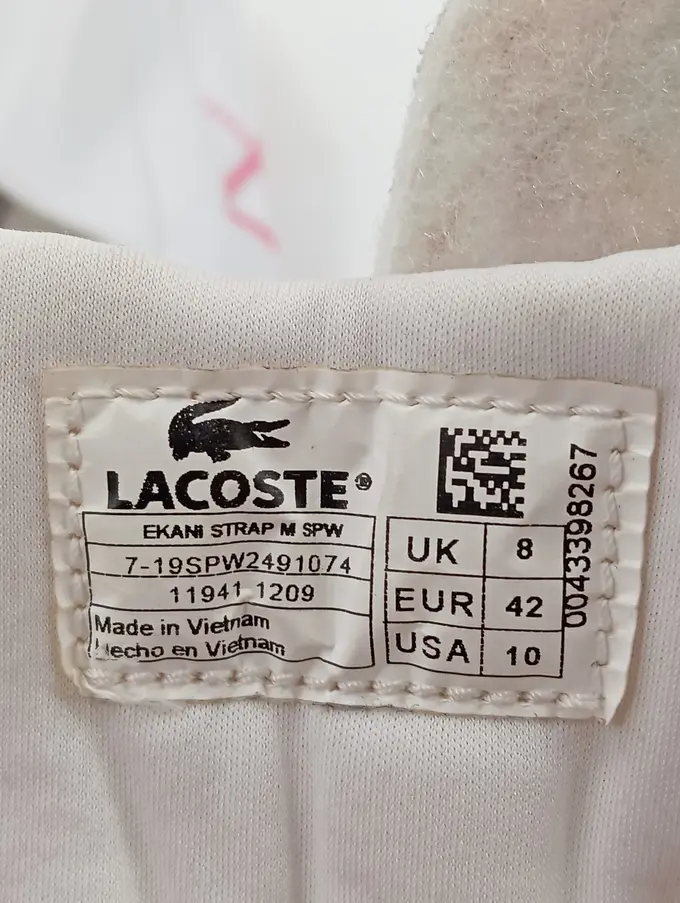 LACOSTE®
EKANI STRAP M SPW
7-19SPW2491074
11941 1209
Made in Vietnam
Hecho en Vietnam
UK 8
EUR 42
USA 10
0043398267